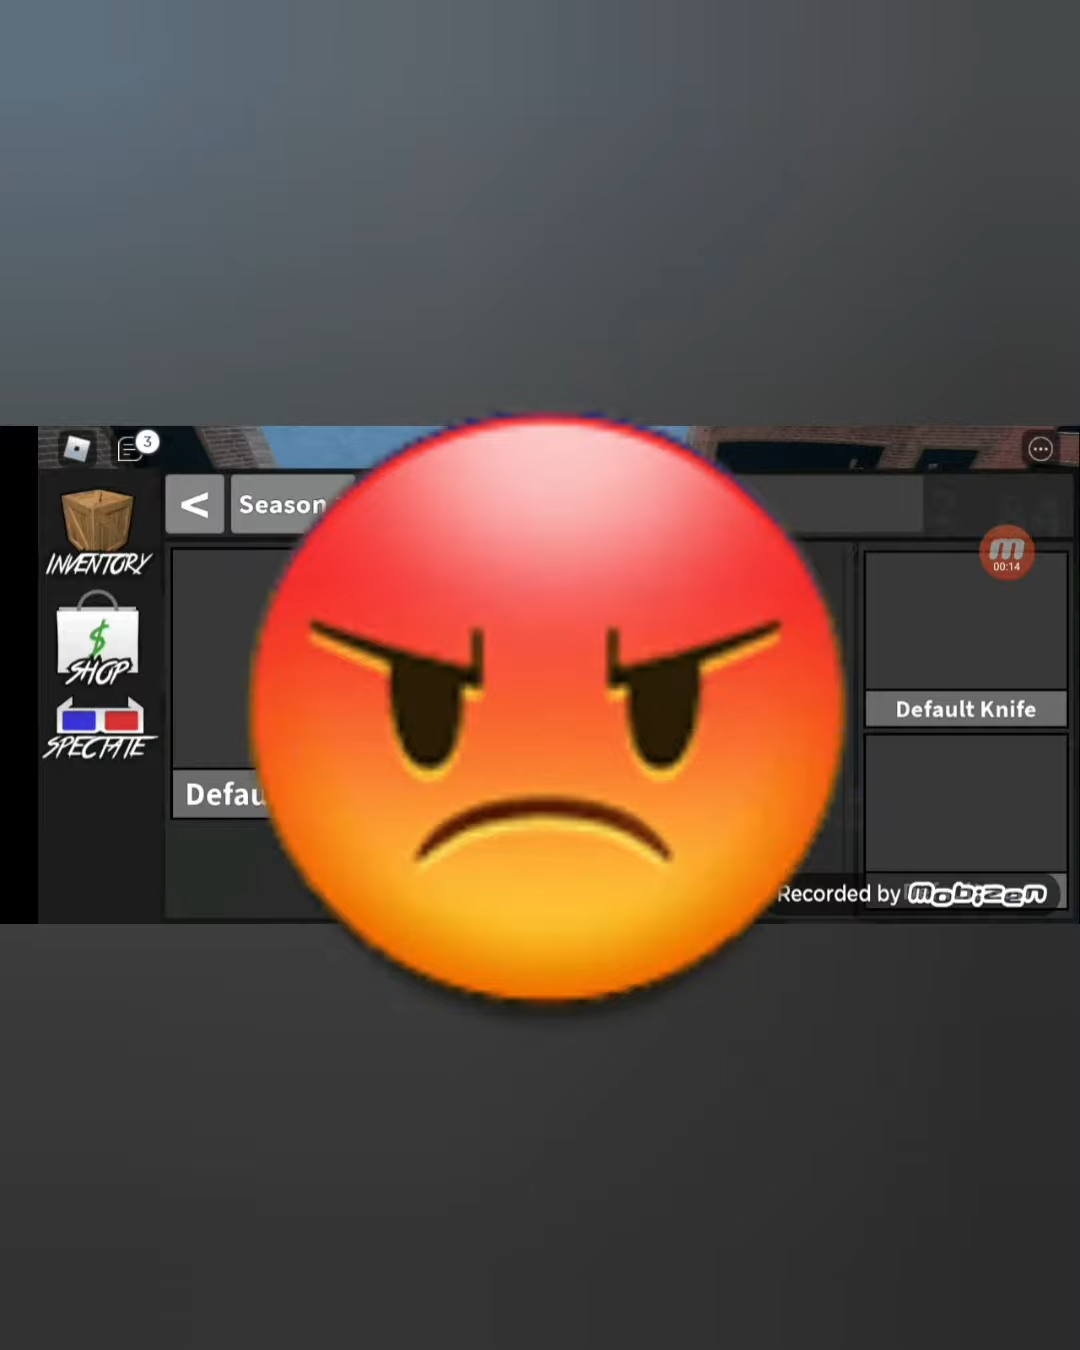 3
<
Season
INVENTORY
00:14
$
SHOP
Default Knife
SPECTATE
Defau
Recorded by Mobizen